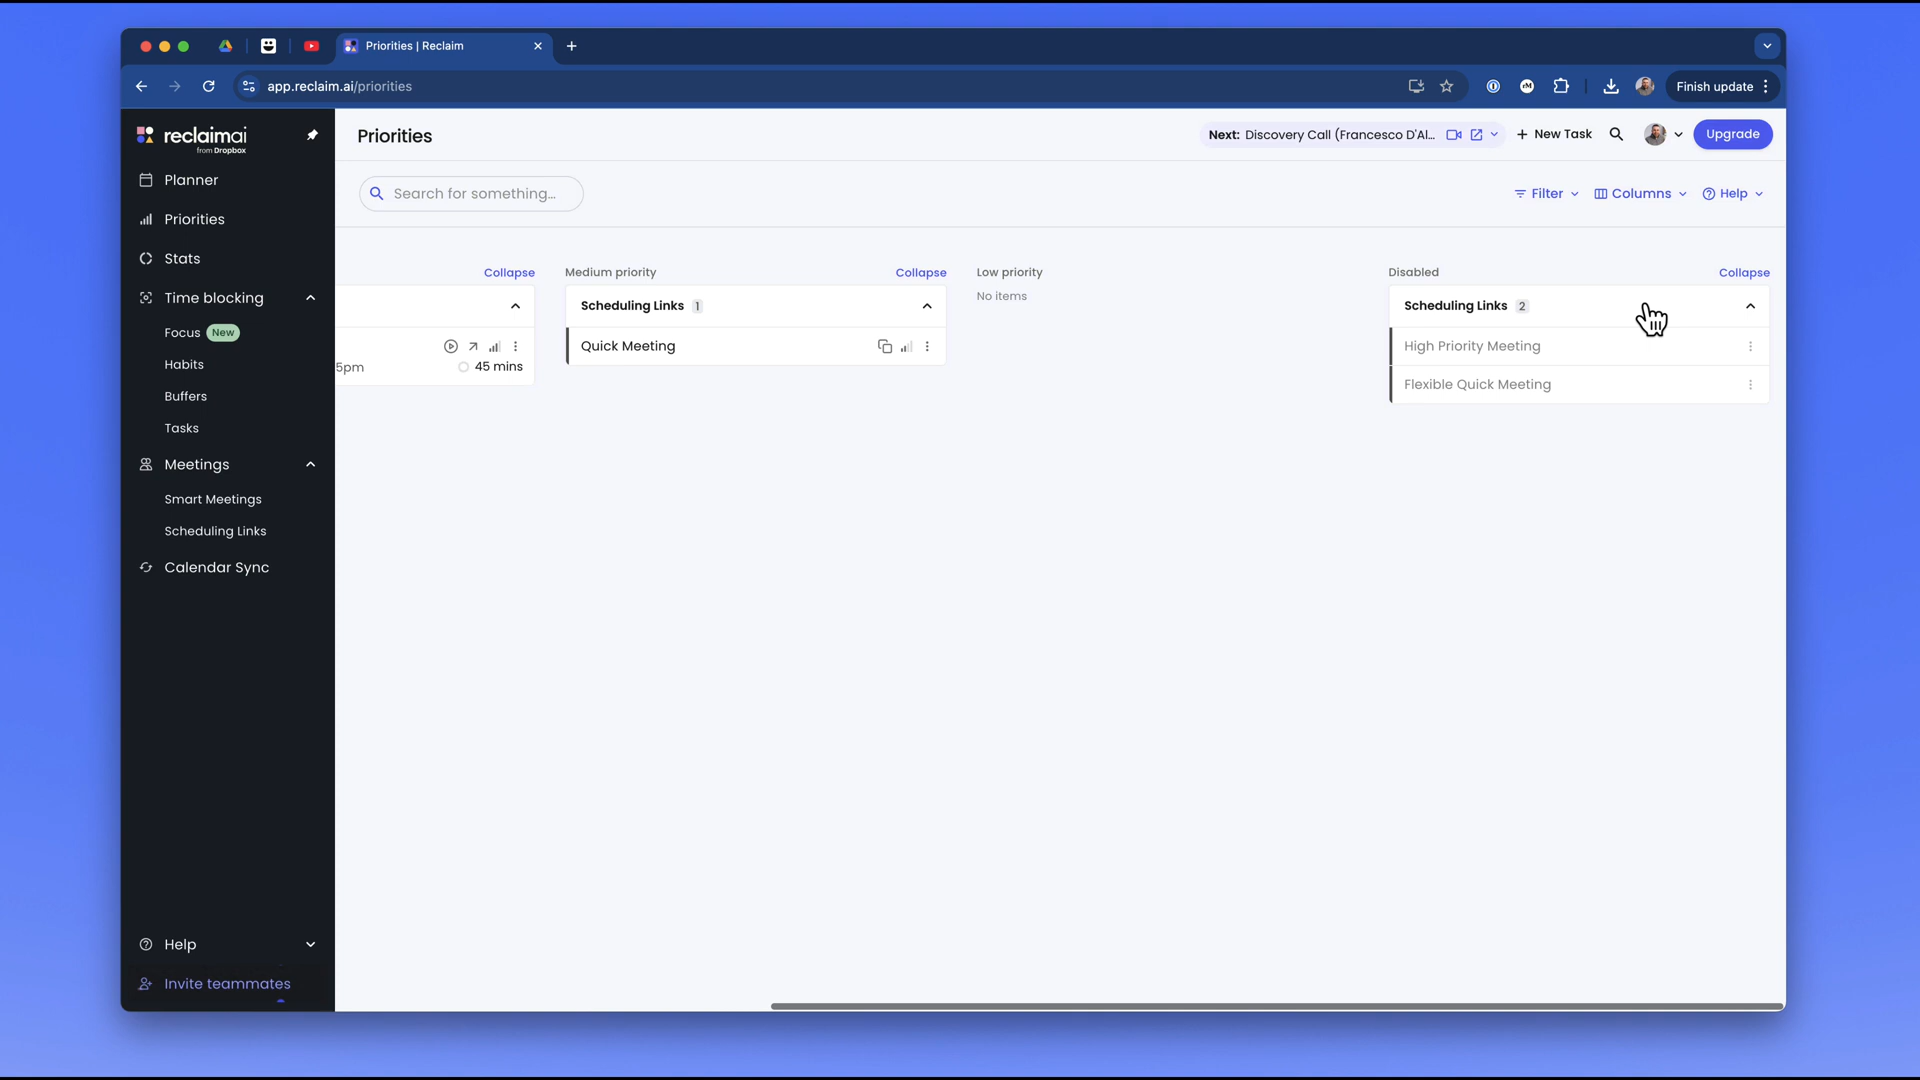 Priorities | Reclaim
app.reclaim.ai/priorities
Finish update
reclaimai
from Dropbox
Planner
Priorities
Stats
Time blocking
Focus New
Habits
Buffers
Tasks
Meetings
Smart Meetings
Scheduling Links
Calendar Sync
Help
Invite teammates
Priorities
Next: Discovery Call (Francesco D'Al...
+ New Task
Upgrade
Search for something...
Filter
Columns
Help
Collapse
5pm
45 mins
Medium priority
Collapse
Scheduling Links 1
Quick Meeting
Low priority
No items
Disabled
Collapse
Scheduling Links 2
High Priority Meeting
Flexible Quick Meeting